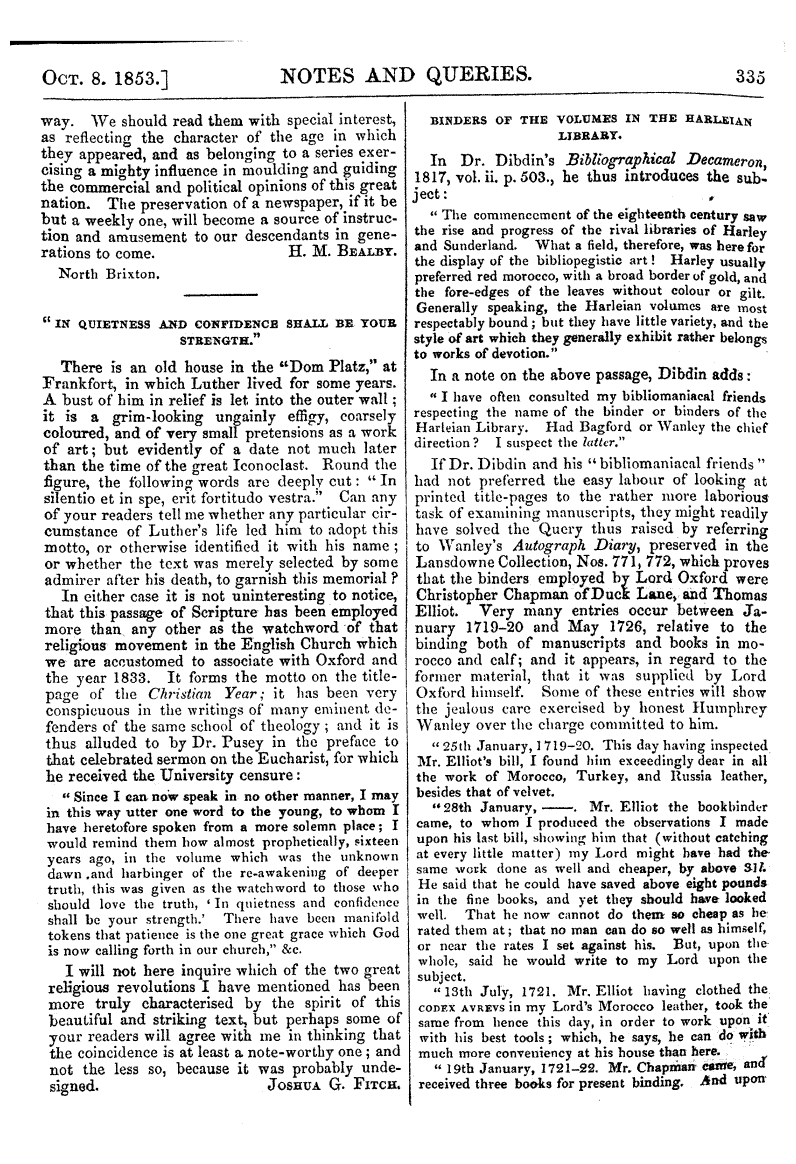 OCT. 8. 1853.] NOTES AND QUERIES. 335
way. We should read them with special interest,
as reflecting the character of the age in which
they appeared, and as belonging to a series exer-
cising a mighty influence in moulding and guiding
the commercial and political opinions of this great
nation. The preservation of a newspaper, if it be
but a weekly one, will become a source of instruc-
tion and amusement to our descendants in gene-
rations to come. H. M. BEALBY.
North Brixton.
"IN QUIETNESS AND CONFIDENCE SHALL BE YOUR
STRENGTH."
There is an old house in the "Dom Platz," at
Frankfort, in which Luther lived for some years.
A bust of him in relief is let into the outer wall;
it is a grim-looking ungainly effigy, coarsely
coloured, and of very small pretensions as a work
of art; but evidently of a date not much later
than the time of the great Iconoclast. Round the
figure, the following words are deeply cut: "In
silentio et in spe, erit fortitudo vestra." Can any
of your readers tell me whether any particular cir-
cumstance of Luther's life led him to adopt this
motto, or otherwise identified it with his name;
or whether the text was merely selected by some
admirer after his death, to garnish this memorial?
In either case it is not uninteresting to notice,
that this passage of Scripture has been employed
more than any other as the watchword of that
religious movement in the English Church which
we are accustomed to associate with Oxford and
the year 1833. It forms the motto on the title-
page of the Christian Year; it has been very
conspicuous in the writings of many eminent de-
fenders of the same school of theology; and it is
thus alluded to by Dr. Pusey in the preface to
that celebrated sermon on the Eucharist, for which
he received the University censure:
"Since I can now speak in no other manner, I may
in this way utter one word to the young, to whom I
have heretofore spoken from a more solemn place; I
would remind them how almost prophetically, sixteen
years ago, in the volume which was the unknown
dawn and harbinger of the re-awakening of deeper
truth, this was given as the watchword to those who
should love the truth, 'In quietness and confidence
shall be your strength.' There have been manifold
tokens that patience is the one great grace which God
is now calling forth in our church," &c.
I will not here inquire which of the two great
religious revolutions I have mentioned has been
more truly characterised by the spirit of this
beautiful and striking text, but perhaps some of
your readers will agree with me in thinking that
the coincidence is at least a note-worthy one; and
not the less so, because it was probably unde-
signed. JOSHUA G. FITCH.
BINDERS OF THE VOLUMES IN THE HARLEIAN
LIBRARY.
In Dr. Dibdin's Bibliographical Decameron,
1817, vol. ii. p. 503., he thus introduces the sub-
ject:
"The commencement of the eighteenth century saw
the rise and progress of the rival libraries of Harley
and Sunderland. What a field, therefore, was here for
the display of the bibliopegistic art! Harley usually
preferred red morocco, with a broad border of gold, and
the fore-edges of the leaves without colour or gilt.
Generally speaking, the Harleian volumes are most
respectably bound; but they have little variety, and the
style of art which they generally exhibit rather belongs
to works of devotion."
In a note on the above passage, Dibdin adds:
"I have often consulted my bibliomaniacal friends
respecting the name of the binder or binders of the
Harleian Library. Had Bagford or Wanley the chief
direction? I suspect the latter."
If Dr. Dibdin and his "bibliomaniacal friends"
had not preferred the easy labour of looking at
printed title-pages to the rather more laborious
task of examining manuscripts, they might readily
have solved the Query thus raised by referring
to Wanley's Autograph Diary, preserved in the
Lansdowne Collection, Nos. 771, 772, which proves
that the binders employed by Lord Oxford were
Christopher Chapman of Duck Lane, and Thomas
Elliot. Very many entries occur between Ja-
nuary 1719-20 and May 1726, relative to the
binding both of manuscripts and books in mo-
rocco and calf; and it appears, in regard to the
former material, that it was supplied by Lord
Oxford himself. Some of these entries will show
the jealous care exercised by honest Humphrey
Wanley over the charge committed to him.
"25th January, 1719-20. This day having inspected
Mr. Elliot's bill, I found him exceedingly dear in all
the work of Morocco, Turkey, and Russia leather,
besides that of velvet.
"28th January, ——. Mr. Elliot the bookbinder
came, to whom I produced the observations I made
upon his last bill, showing him that (without catching
at every little matter) my Lord might have had the
same work done as well and cheaper, by above 31l.
He said that he could have saved above eight pounds
in the fine books, and yet they should have looked
well. That he now cannot do them so cheap as he
rated them at; that no man can do so well as himself,
or near the rates I set against his. But, upon the
whole, said he would write to my Lord upon the
subject.
"13th July, 1721. Mr. Elliot having clothed the
CODEX AVREVS in my Lord's Morocco leather, took the
same from hence this day, in order to work upon it
with his best tools; which, he says, he can do with
much more conveniency at his house than here.
"19th January, 1721-22. Mr. Chapman came, and
received three books for present binding. And upon